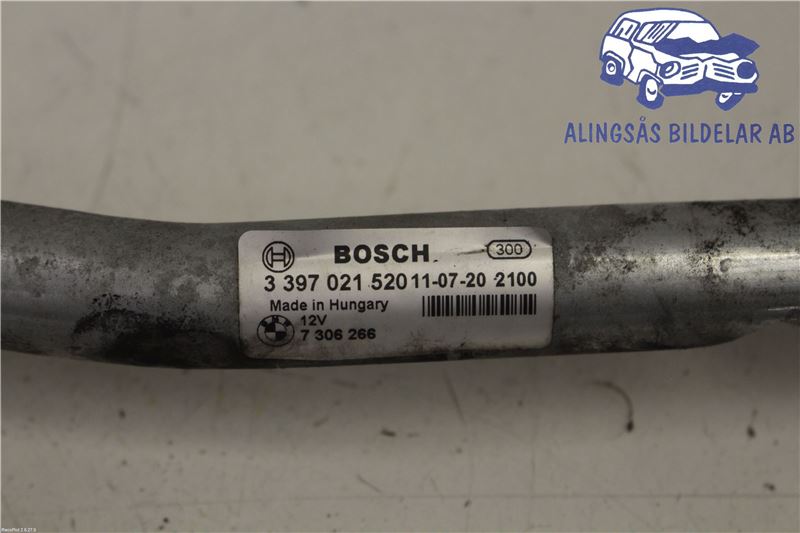 ALINGSÅS BILDELAR AB
BOSCH
300
3 397 021 520 11-07-20 2100
Made in Hungary
12V
7 306 266